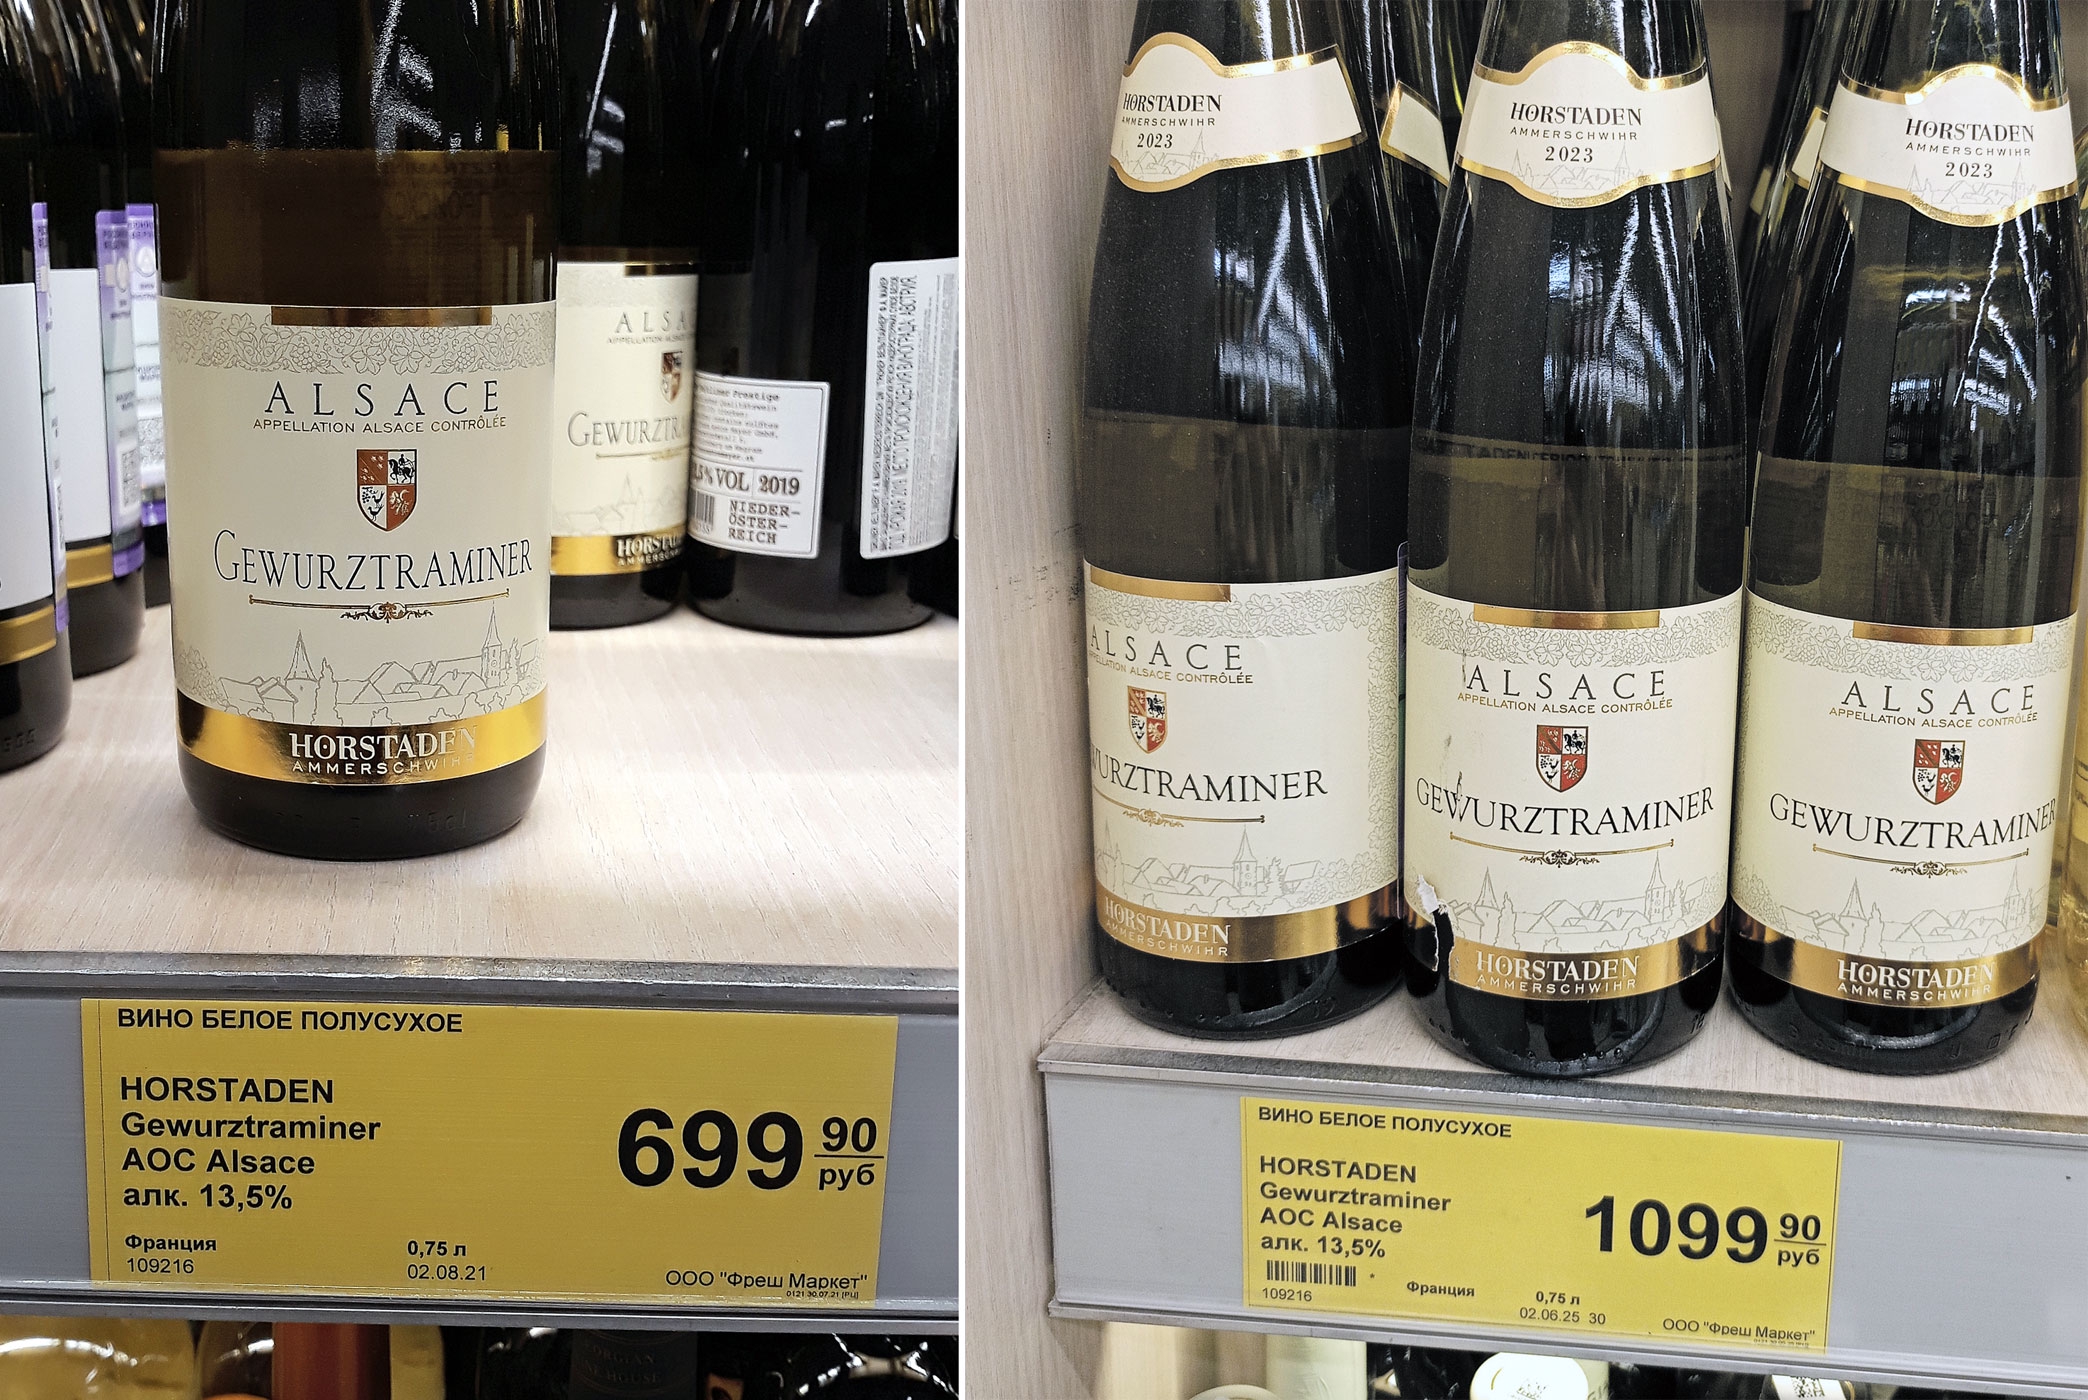 ALSACE
APPELLATION ALSACE CONTRÔLÉE
GEWURZTRAMINER
HORSTADEN
AMMERSCHWIHR
ALSA
GEWURZTR
HORSTA
% VOL 2019
NIEDER-
ÖSTER-
REICH
ВИНО БЕЛОЕ ПОЛУСУХОЕ
HORSTADEN
Gewurztraminer
AOC Alsace
алк. 13,5%
699 90
руб
Франция
109216
0,75 л
02.08.21
ООО "Фреш Маркет"
HORSTADEN
AMMERSCHWIHR
2023
HORSTADEN
AMMERSCHWIHR
2023
HORSTADEN
AMMERSCHWIHR
2023
ALSACE
APPELLATION ALSACE CONTRÔLÉE
WURZTRAMINER
HORSTADEN
AMMERSCHWIHR
ALSACE
APPELLATION ALSACE CONTRÔLÉE
GEWURZTRAMINER
HORSTADEN
AMMERSCHWIHR
ALSACE
APPELLATION ALSACE CONTRÔLÉE
GEWURZTRAMINER
HORSTADEN
AMMERSCHWIHR
ВИНО БЕЛОЕ ПОЛУСУХОЕ
HORSTADEN
Gewurztraminer
AOC Alsace
алк. 13,5%
1099 90
руб
109216
Франция
0,75 л
02.06.25 30
ООО "Фреш Маркет"